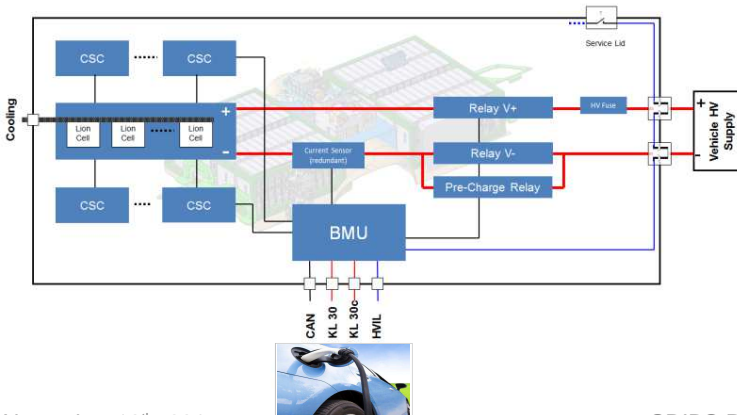 Service Lid
CSC
CSC
Cooling
+
-
Lion
Cell
Lion
Cell
Lion
Cell
CSC
CSC
Current Sensor
(redundant)
Relay V+
HV Fuse
Relay V-
Pre-Charge Relay
+
-
Vehicle HV
Supply
BMU
CAN
KL 30
KL 30c
HVIL